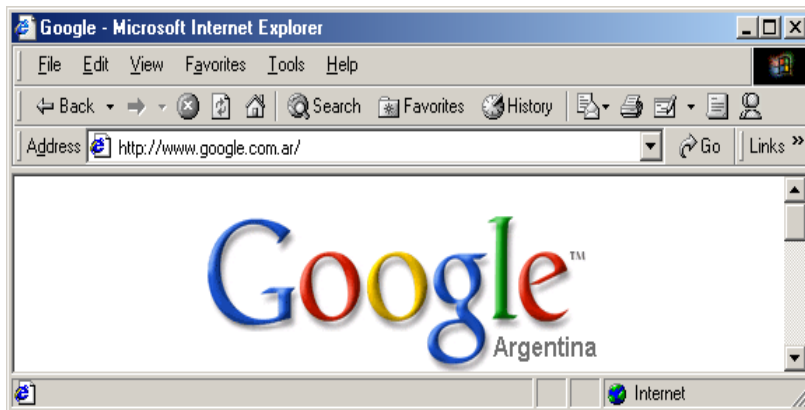 Google - Microsoft Internet Explorer
File Edit View Favorites Tools Help
Back Search Favorites History
Address http://www.google.com.ar/ Go Links »
Google™
Argentina
Internet